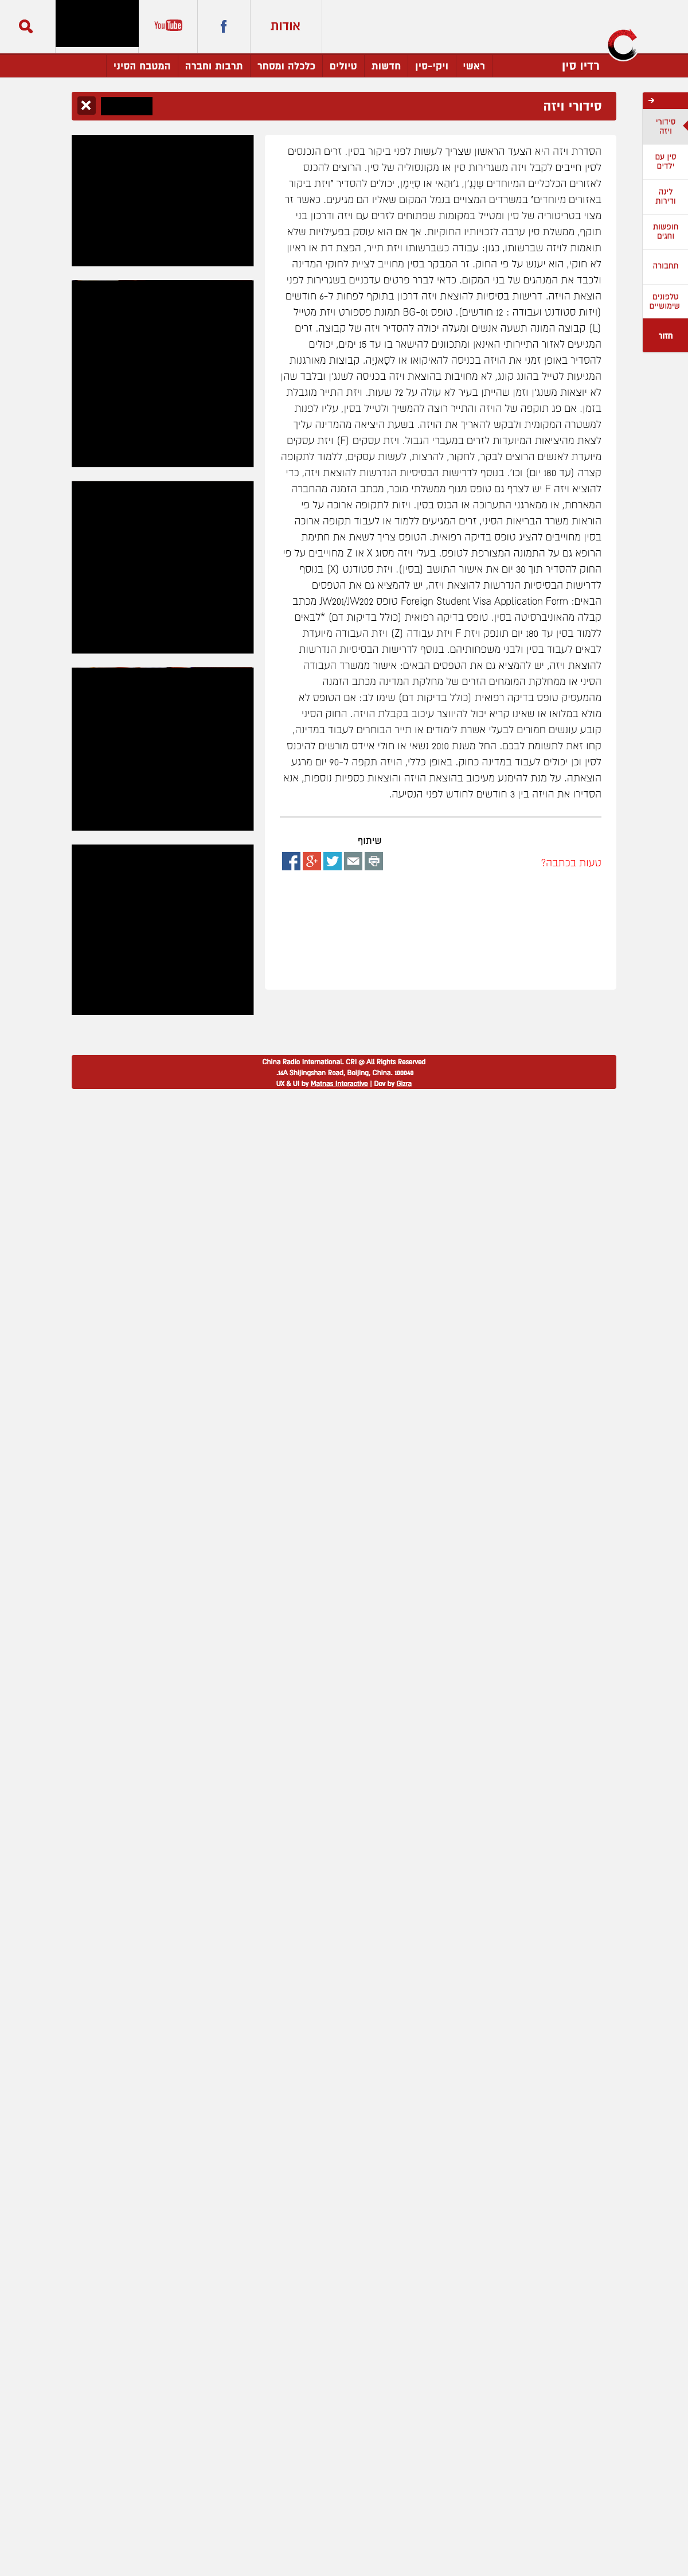 אודות
YouTube
רדיו סין
ראשי
ויקי-סין
חדשות
טיולים
כלכלה ומסחר
תרבות וחברה
המטבח הסיני
סידורי ויזה
סידורי
ויזה
סין עם
ילדים
לינה
ודירות
חופשות
וחגים
תחבורה
טלפונים
שימושיים
חזור
הסדרת ויזה היא הצעד הראשון שצריך לעשות לפני ביקור בסין. זרים הנכנסים
לסין חייבים לקבל ויזה משגרירות סין או מקונסוליה של סין. הרוצים להכנס
לאזורים הכלכליים המיוחדים שֶנְגֶ'ן, ג'וּהאי או סְיָימֶן, יכולים להסדיר "ויזת ביקור
באזורים מיוחדים" במשרדים המצויים בנמל המקום שאליו הם מגיעים. כאשר זר
מצוי בטריטוריה של סין ומטייל במקומות שפתוחים לזרים עם ויזה ודרכון בני
תוקף, ממשלת סין ערבה לזכויותיו החוקיות. אך אם הוא עוסק בפעילויות שלא
תואמות לויזה שברשותו, כגון: עבודה כשברשותו ויזת תייר, הפצת דת או ראיון
לא חוקי, הוא יענש על פי החוק. זר המבקר בסין מחוייב לציית לחוקי המדינה
ולכבד את המנהגים של בני המקום. כדאי לברר פרטים עדכניים בשגרירות לפני
הוצאת הויזה. דרישות בסיסיות להוצאת ויזה דרכון בתוקף לפחות ל-6 חודשים
(ויזות סטודנט ועבודה : 12 חודשים). טופס BG-01 תמונת פספורט ויזת מטייל
(L) קבוצה המונה תשעה אנשים ומעלה יכולה להסדיר ויזה של קבוצה. זרים
המגיעים לאזור התיירותי האינאן ומתכוונים להישאר בו עד 15 ימים, יכולים
להסדיר באופן זמני את הויזה בכניסה להאיקואו או לסַאניָה. קבוצות מאורגנות
המגיעות לטייל בהונג קונג, לא מחויבות בהוצאת ויזה בכניסה לשנג'ן ובלבד שהן
לא יוצאות משנג'ן וזמן שהייתן בעיר לא עולה על 72 שעות. ויזת התייר מוגבלת
בזמן. אם פג תוקפה של הויזה והתייר רוצה להמשיך ולטייל בסין, עליו לפנות
למשטרה המקומית ולבקש להאריך את הויזה. בשעת היציאה מהמדינה עליך
לצאת מהיציאות המיועדות לזרים במעברי הגבול. ויזת עסקים (F) ויזת עסקים
מיועדת לאנשים הרוצים לבקר, לחקור, להרצות, לעשות עסקים, ללמוד לתקופה
קצרה (עד 180 יום) וכו'. בנוסף לדרישות הבסיסיות הנדרשות להוצאת ויזה, כדי
להוציא ויזה F יש לצרף גם טופס מגוף ממשלתי מוכר, מכתב הזמנה מהחברה
המארחת, או ממארגני התערוכה או הכנס בסין. ויזות לתקופה ארוכה על פי
הוראות משרד הבריאות הסיני, זרים המגיעים ללמוד או לעבוד תקופה ארוכה
בסין מחוייבים להציג טופס בדיקה רפואית. הטופס צריך לשאת את חתימת
הרופא גם על התמונה המצורפת לטופס. בעלי ויזה מסוג X או Z מחוייבים על פי
החוק להסדיר תוך 30 יום את אישור התושב (בסין). ויזת סטודנט (X) בנוסף
לדרישות הבסיסיות הנדרשות להוצאת ויזה, יש להמציא גם את הטפסים
הבאים: Foreign Student Visa Application Form טופס JW201/JW202 מכתב
קבלה מהאוניברסיטה בסין. טופס בדיקה רפואית (כולל בדיקות דם) *לבאים
ללמוד בסין עד 180 יום תונפק ויזת F ויזת עבודה (Z) ויזת העבודה מיועדת
לבאים לעבוד בסין ולבני משפחותיהם. בנוסף לדרישות הבסיסיות הנדרשות
להוצאת ויזה, יש להמציא גם את הטפסים הבאים: אישור ממשרד העבודה
הסיני או ממחלקת המומחים הזרים של מחלקת המדינה מכתב הזמנה
מהמעסיק טופס בדיקה רפואית (כולל בדיקות דם) שימו לב: אם הטופס לא
מולא במלואו או שאינו קריא יכול להיווצר עיכוב בקבלת הויזה. החוק הסיני
קובע עונשים חמורים לבעלי אשרת לימודים או תייר הבוחרים לעבוד במדינה,
קחו זאת לתשומת לבכם. החל משנת 2010 נשאי או חולי איידס מורשים להיכנס
לסין וכן יכולים לעבוד במדינה כחוק. באופן כללי, הויזה תקפה ל-90 יום מרגע
הוצאתה. על מנת להימנע מעיכוב בהוצאת הויזה והוצאות כספיות נוספות, אנא
הסדירו את הויזה בין 3 חודשים לחודש לפני הנסיעה.
שיתוף
טעות בכתבה?
China Radio International. CRI @ All Rights Reserved
16A Shijingshan Road, Beijing, China. 100040.
UX & UI by Matnas Interactive | Dev by Gizra